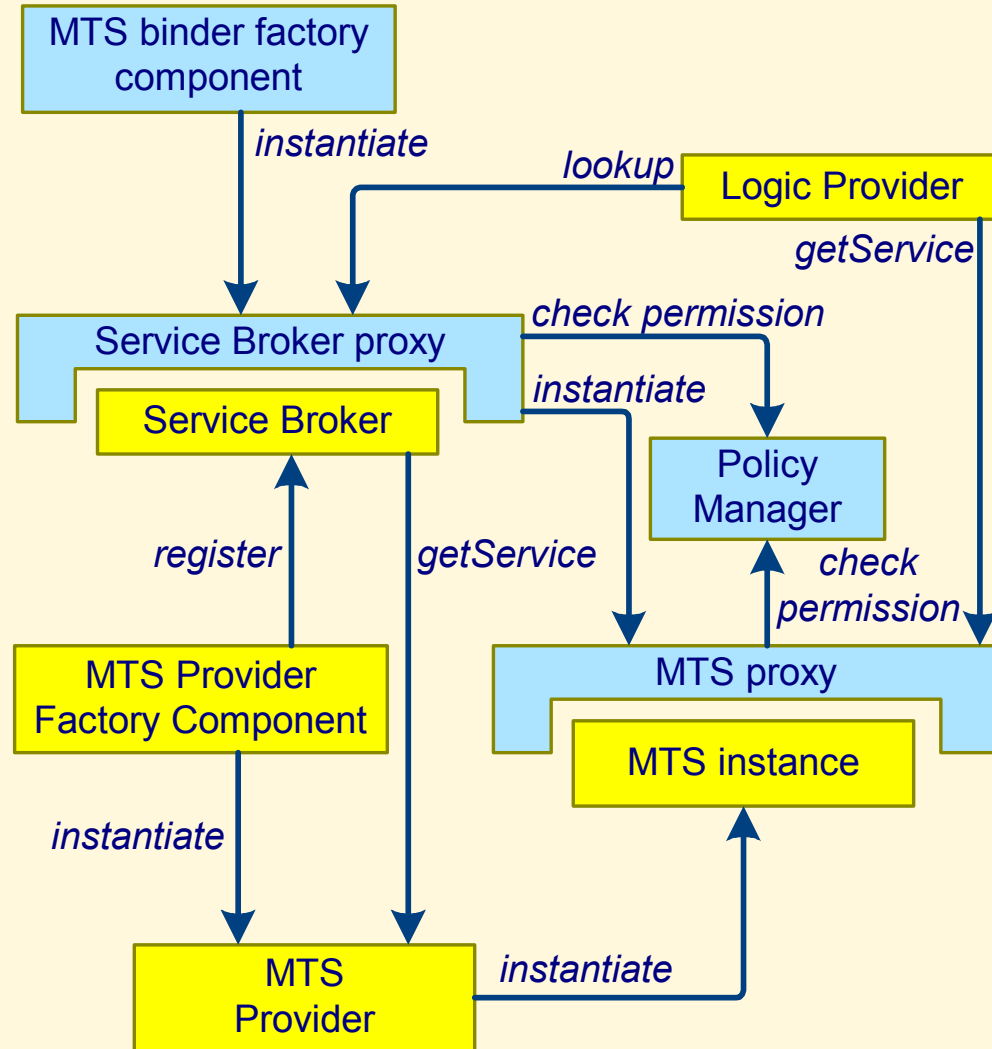 MTS binder factory
component
instantiate
lookup
Logic Provider
getService
Service Broker proxy
check permission
instantiate
Service Broker
Policy
Manager
register
getService
check
permission
MTS Provider
Factory Component
MTS proxy
MTS instance
instantiate
MTS
Provider
instantiate